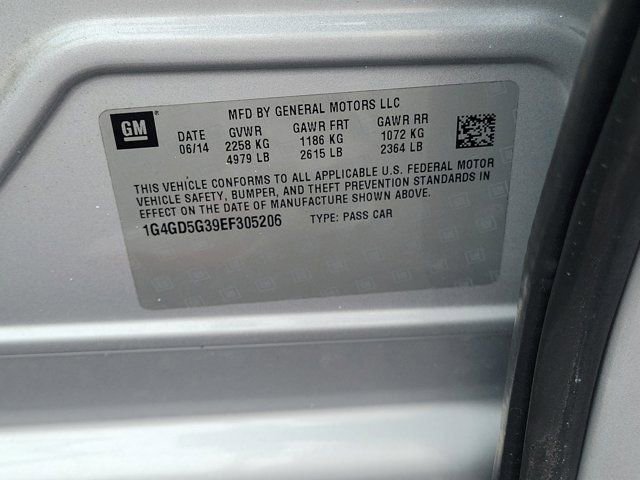 GM
MFD BY GENERAL MOTORS LLC
DATE GVWR GAWR FRT GAWR RR
06/14 2258 KG 1186 KG 1072 KG
4979 LB 2615 LB 2364 LB
THIS VEHICLE CONFORMS TO ALL APPLICABLE U.S. FEDERAL MOTOR
VEHICLE SAFETY, BUMPER, AND THEFT PREVENTION STANDARDS IN
EFFECT ON THE DATE OF MANUFACTURE SHOWN ABOVE.
1G4GD5G39EF305206 TYPE: PASS CAR